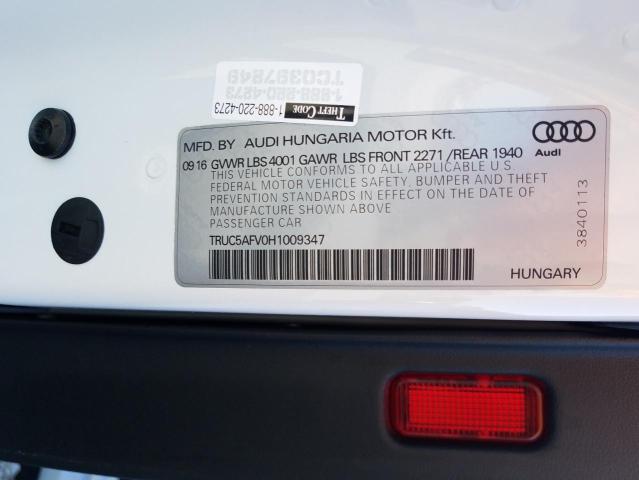 THEFT CODE
1-888-220-4273
1-888-220-4273
TCO397849
MFD. BY AUDI HUNGARIA MOTOR Kft.
09 16 GVWR LBS 4001 GAWR LBS FRONT 2271 /REAR 1940
THIS VEHICLE CONFORMS TO ALL APPLICABLE U S
FEDERAL MOTOR VEHICLE SAFETY, BUMPER AND THEFT
PREVENTION STANDARDS IN EFFECT ON THE DATE OF
MANUFACTURE SHOWN ABOVE
PASSENGER CAR
TRUC5AFV0H1009347
Audi
3840113
HUNGARY